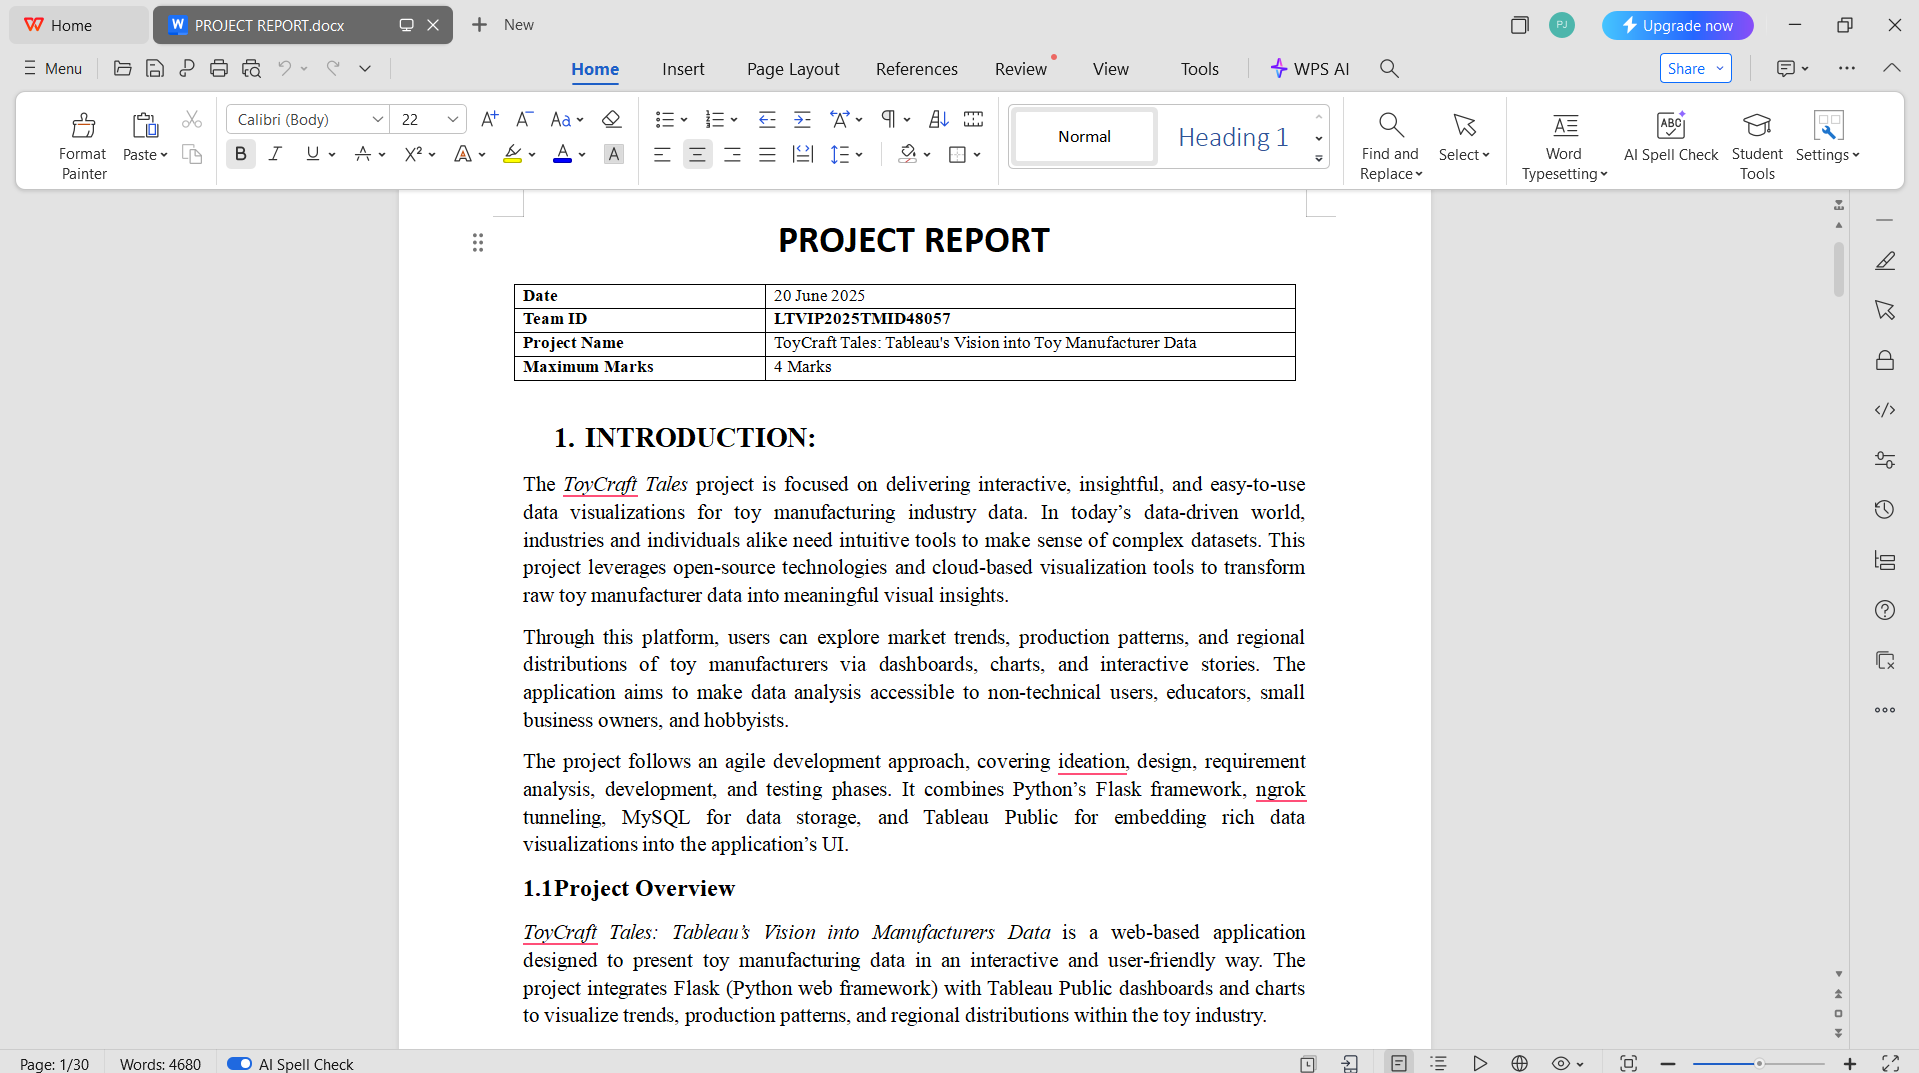 Home
PROJECT REPORT.docx
New
PJ
Upgrade now
Menu
Home Insert Page Layout References Review View Tools WPS AI
Share
Format Painter
Paste
Calibri (Body) 22
Normal
Heading 1
Find and Replace
Select
Word Typesetting
AI Spell Check
Student Tools
Settings
PROJECT REPORT
Date 20 June 2025
Team ID LTVIP2025TMID48057
Project Name ToyCraft Tales: Tableau's Vision into Toy Manufacturer Data
Maximum Marks 4 Marks
1. INTRODUCTION:
The ToyCraft Tales project is focused on delivering interactive, insightful, and easy-to-use
data visualizations for toy manufacturing industry data. In today’s data-driven world,
industries and individuals alike need intuitive tools to make sense of complex datasets. This
project leverages open-source technologies and cloud-based visualization tools to transform
raw toy manufacturer data into meaningful visual insights.
Through this platform, users can explore market trends, production patterns, and regional
distributions of toy manufacturers via dashboards, charts, and interactive stories. The
application aims to make data analysis accessible to non-technical users, educators, small
business owners, and hobbyists.
The project follows an agile development approach, covering ideation, design, requirement
analysis, development, and testing phases. It combines Python’s Flask framework, ngrok
tunneling, MySQL for data storage, and Tableau Public for embedding rich data
visualizations into the application’s UI.
1.1Project Overview
ToyCraft Tales: Tableau’s Vision into Manufacturers Data is a web-based application
designed to present toy manufacturing data in an interactive and user-friendly way. The
project integrates Flask (Python web framework) with Tableau Public dashboards and charts
to visualize trends, production patterns, and regional distributions within the toy industry.
Page: 1/30 Words: 4680 AI Spell Check